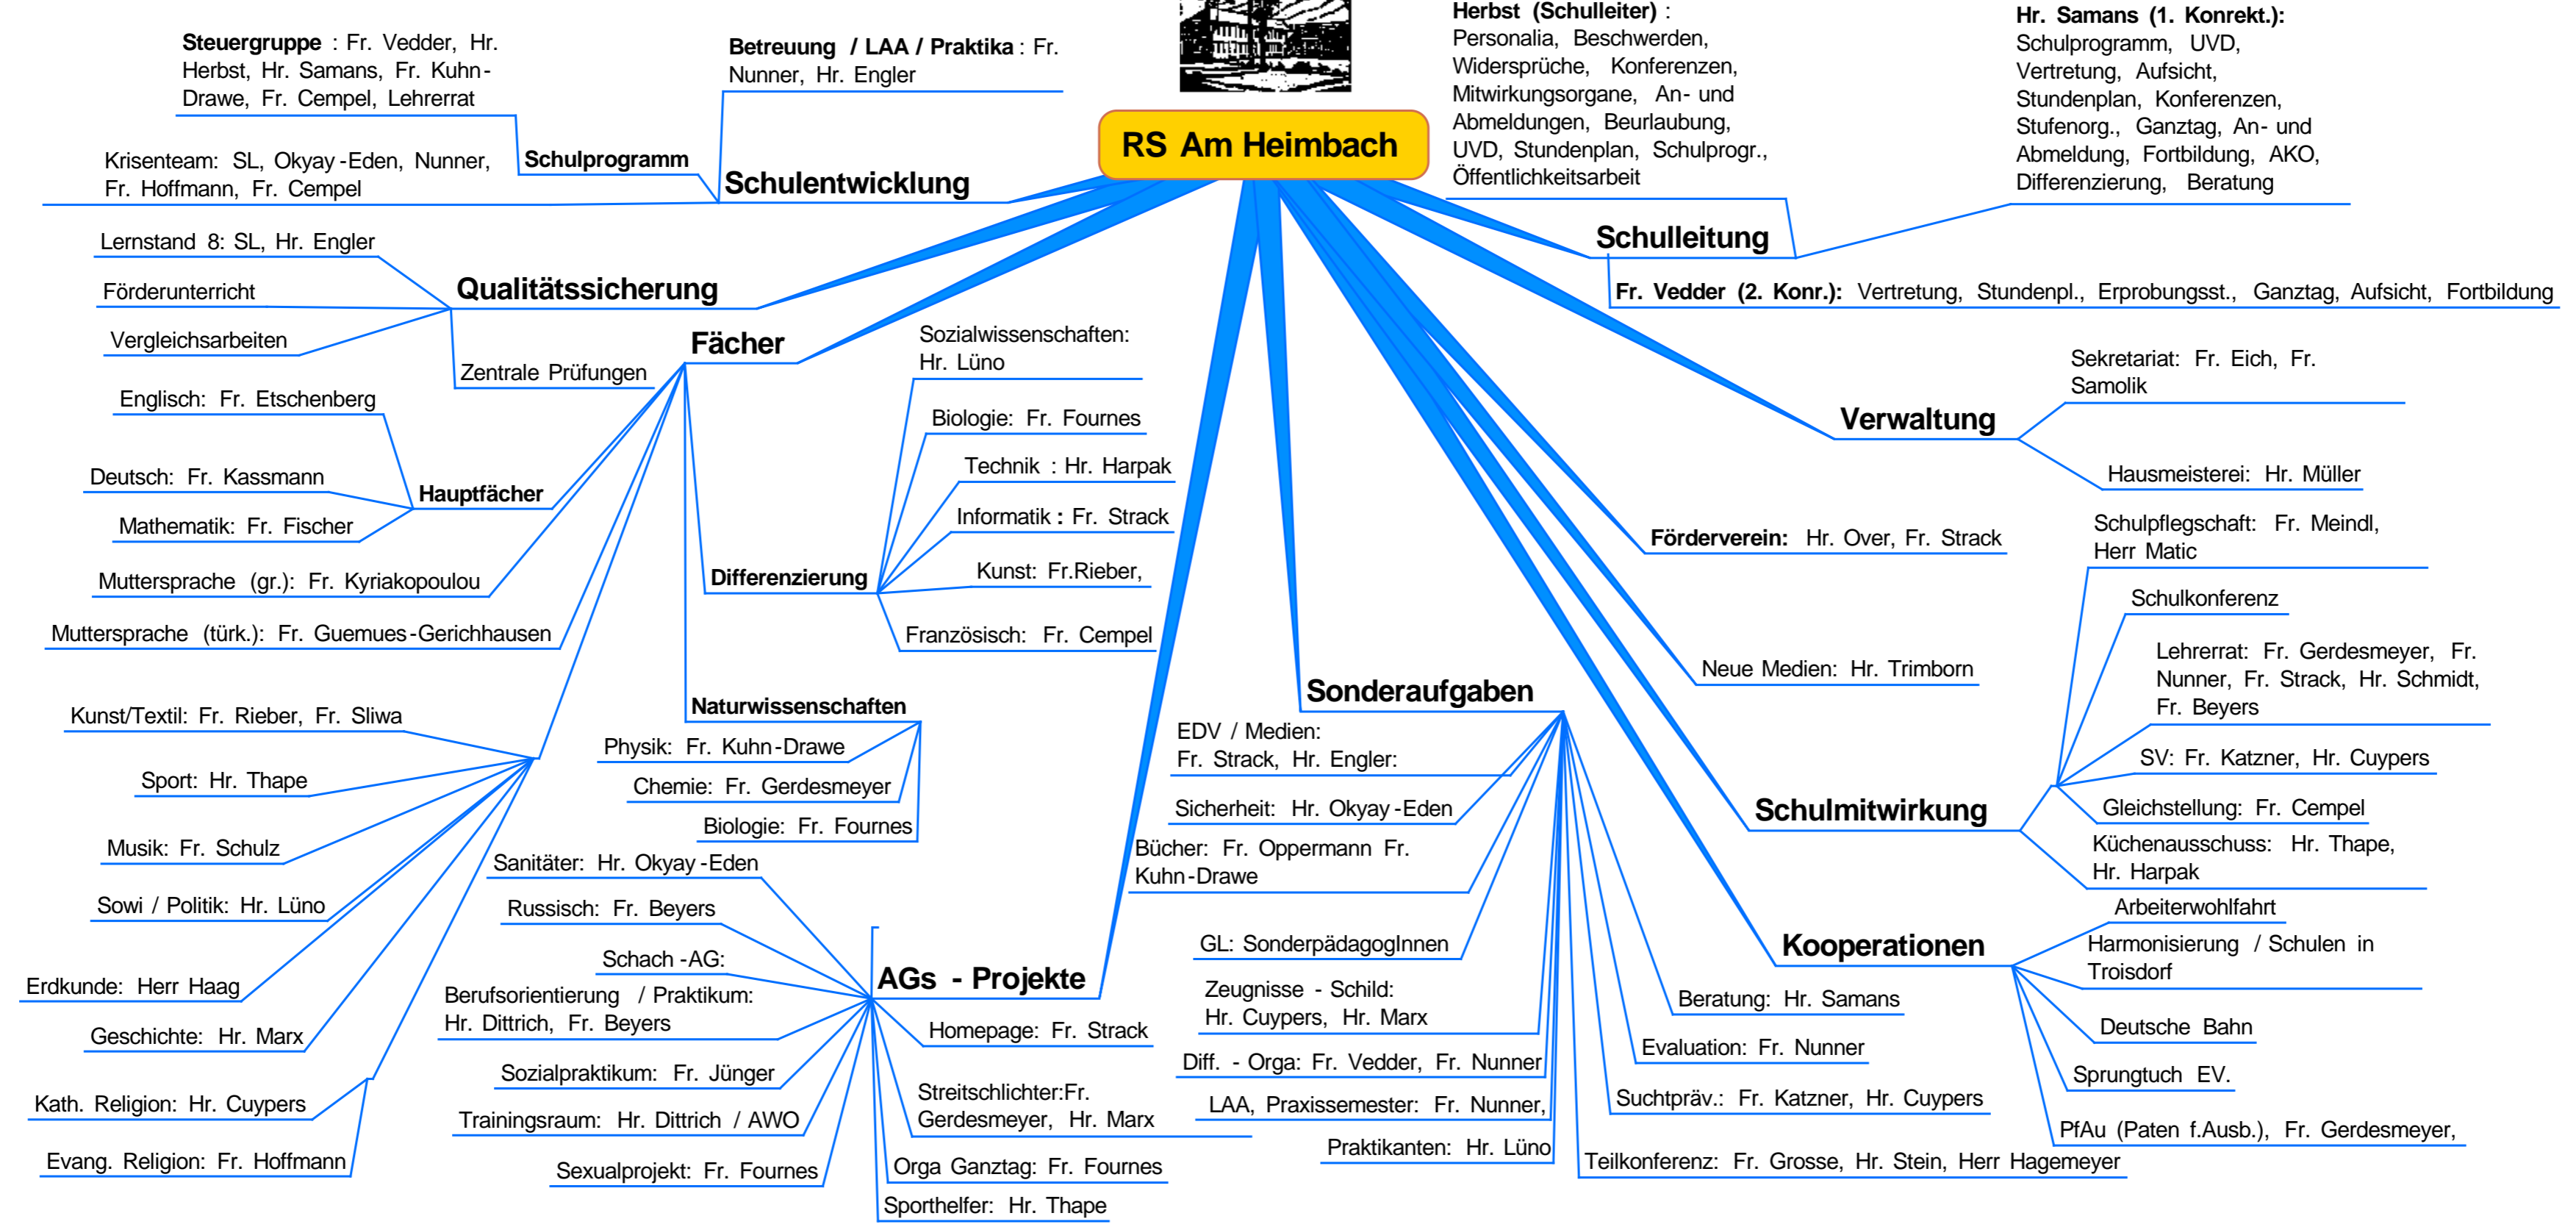 Steuergruppe : Fr. Vedder, Hr.
Herbst, Hr. Samans, Fr. Kuhn-
Drawe, Fr. Cempel, Lehrerrat
Betreuung / LAA / Praktika : Fr.
Nunner, Hr. Engler
Schulprogramm
Krisenteam: SL, Okyay-Eden, Nunner,
Fr. Hoffmann, Fr. Cempel
Schulentwicklung
RS Am Heimbach
Herbst (Schulleiter) :
Personalia, Beschwerden,
Widersprüche, Konferenzen,
Mitwirkungsorgane, An- und
Abmeldungen, Beurlaubung,
UVD, Stundenplan, Schulprogr.,
Öffentlichkeitsarbeit
Hr. Samans (1. Konrekt.):
Schulprogramm, UVD,
Vertretung, Aufsicht,
Stundenplan, Konferenzen,
Stufenorg., Ganztag, An- und
Abmeldung, Fortbildung, AKO,
Differenzierung, Beratung
Schulleitung
Fr. Vedder (2. Konr.): Vertretung, Stundenpl., Erprobungsst., Ganztag, Aufsicht, Fortbildung
Lernstand 8: SL, Hr. Engler
Förderunterricht
Vergleichsarbeiten
Qualitätssicherung
Zentrale Prüfungen
Fächer
Englisch: Fr. Etschenberg
Deutsch: Fr. Kassmann
Mathematik: Fr. Fischer
Hauptfächer
Muttersprache (gr.): Fr. Kyriakopoulou
Muttersprache (türk.): Fr. Guemues-Gerichhausen
Sozialwissenschaften:
Hr. Lüno
Biologie: Fr. Fournes
Technik : Hr. Harpak
Informatik : Fr. Strack
Kunst: Fr.Rieber,
Französisch: Fr. Cempel
Differenzierung
Naturwissenschaften
Physik: Fr. Kuhn-Drawe
Chemie: Fr. Gerdesmeyer
Biologie: Fr. Fournes
Kunst/Textil: Fr. Rieber, Fr. Sliwa
Sport: Hr. Thape
Musik: Fr. Schulz
Sowi / Politik: Hr. Lüno
Erdkunde: Herr Haag
Geschichte: Hr. Marx
Kath. Religion: Hr. Cuypers
Evang. Religion: Fr. Hoffmann
Sanitäter: Hr. Okyay-Eden
Russisch: Fr. Beyers
Schach -AG:
Berufsorientierung / Praktikum:
Hr. Dittrich, Fr. Beyers
Sozialpraktikum: Fr. Jünger
Trainingsraum: Hr. Dittrich / AWO
Sexualprojekt: Fr. Fournes
AGs - Projekte
Homepage: Fr. Strack
Streitschlichter:Fr.
Gerdesmeyer, Hr. Marx
Orga Ganztag: Fr. Fournes
Sporthelfer: Hr. Thape
Sonderaufgaben
EDV / Medien:
Fr. Strack, Hr. Engler:
Sicherheit: Hr. Okyay-Eden
Bücher: Fr. Oppermann Fr.
Kuhn-Drawe
GL: SonderpädagogInnen
Zeugnisse - Schild:
Hr. Cuypers, Hr. Marx
Diff. - Orga: Fr. Vedder, Fr. Nunner
LAA, Praxissemester: Fr. Nunner,
Praktikanten: Hr. Lüno
Beratung: Hr. Samans
Evaluation: Fr. Nunner
Suchtpräv.: Fr. Katzner, Hr. Cuypers
Teilkonferenz: Fr. Grosse, Hr. Stein, Herr Hagemeyer
Verwaltung
Sekretariat: Fr. Eich, Fr.
Samolik
Hausmeisterei: Hr. Müller
Förderverein: Hr. Over, Fr. Strack
Neue Medien: Hr. Trimborn
Schulmitwirkung
Schulpflegschaft: Fr. Meindl,
Herr Matic
Schulkonferenz
Lehrerrat: Fr. Gerdesmeyer, Fr.
Nunner, Fr. Strack, Hr. Schmidt,
Fr. Beyers
SV: Fr. Katzner, Hr. Cuypers
Gleichstellung: Fr. Cempel
Küchenausschuss: Hr. Thape,
Hr. Harpak
Kooperationen
Arbeiterwohlfahrt
Harmonisierung / Schulen in
Troisdorf
Deutsche Bahn
Sprungtuch EV.
PfAu (Paten f.Ausb.), Fr. Gerdesmeyer,